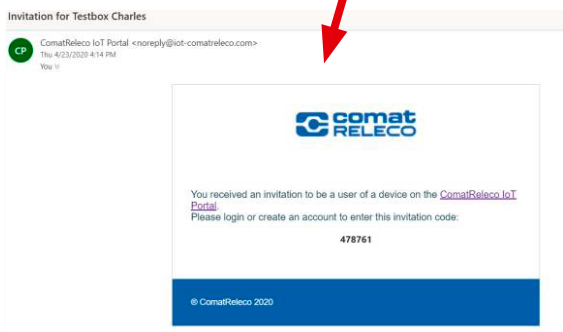 Invitation for Testbox Charles
CP
ComatReleco IoT Portal <noreply@iot-comatreleco.com>
Thu 4/23/2020 4:14 PM
You
comat
RELECO
You received an invitation to be a user of a device on the ComatReleco IoT
Portal.
Please login or create an account to enter this invitation code:
478761
© ComatReleco 2020